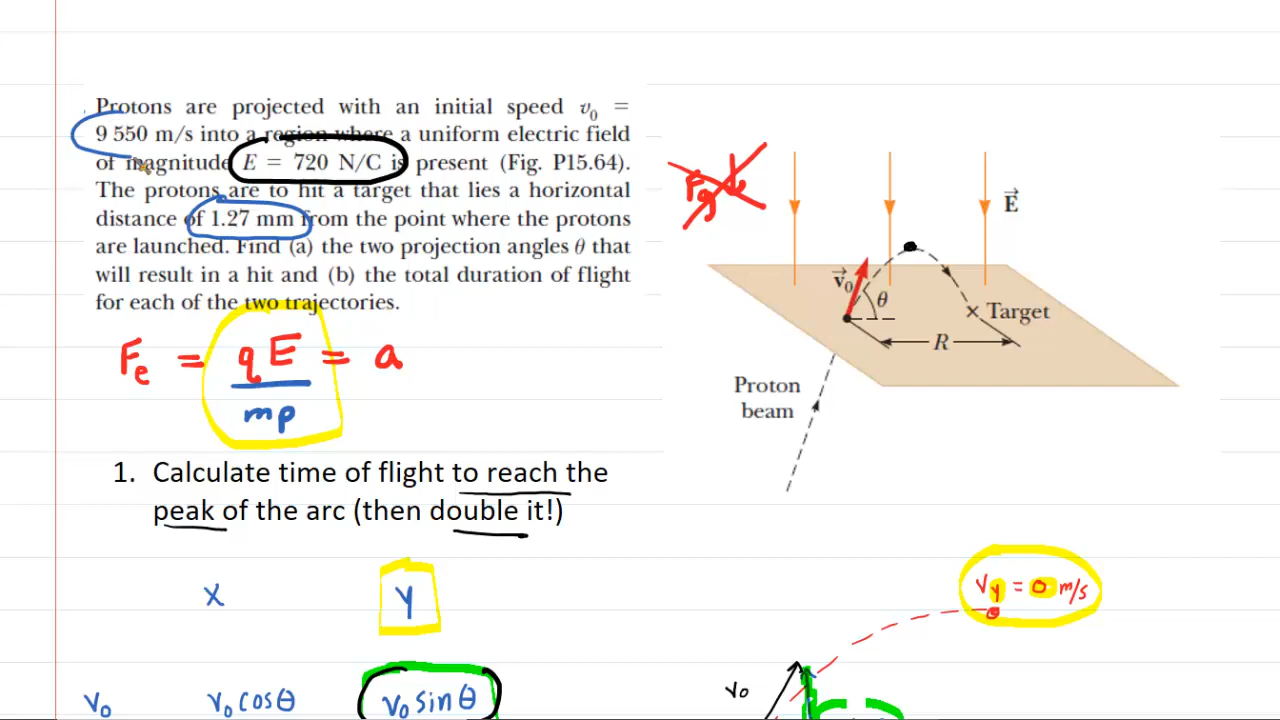 Protons are projected with an initial speed v₀ =
9 550 m/s into a region where a uniform electric field
of magnitude E = 720 N/C is present (Fig. P15.64).
The protons are to hit a target that lies a horizontal
distance of 1.27 mm from the point where the protons
are launched. Find (a) the two projection angles θ that
will result in a hit and (b) the total duration of flight
for each of the two trajectories.
Fe = qE/mp = a
1. Calculate time of flight to reach the
peak of the arc (then double it!)
x y
v₀ v₀cosθ v₀sinθ
Fg
E
v₀
θ
× Target
R
Proton
beam
vy = 0 m/s
v₀